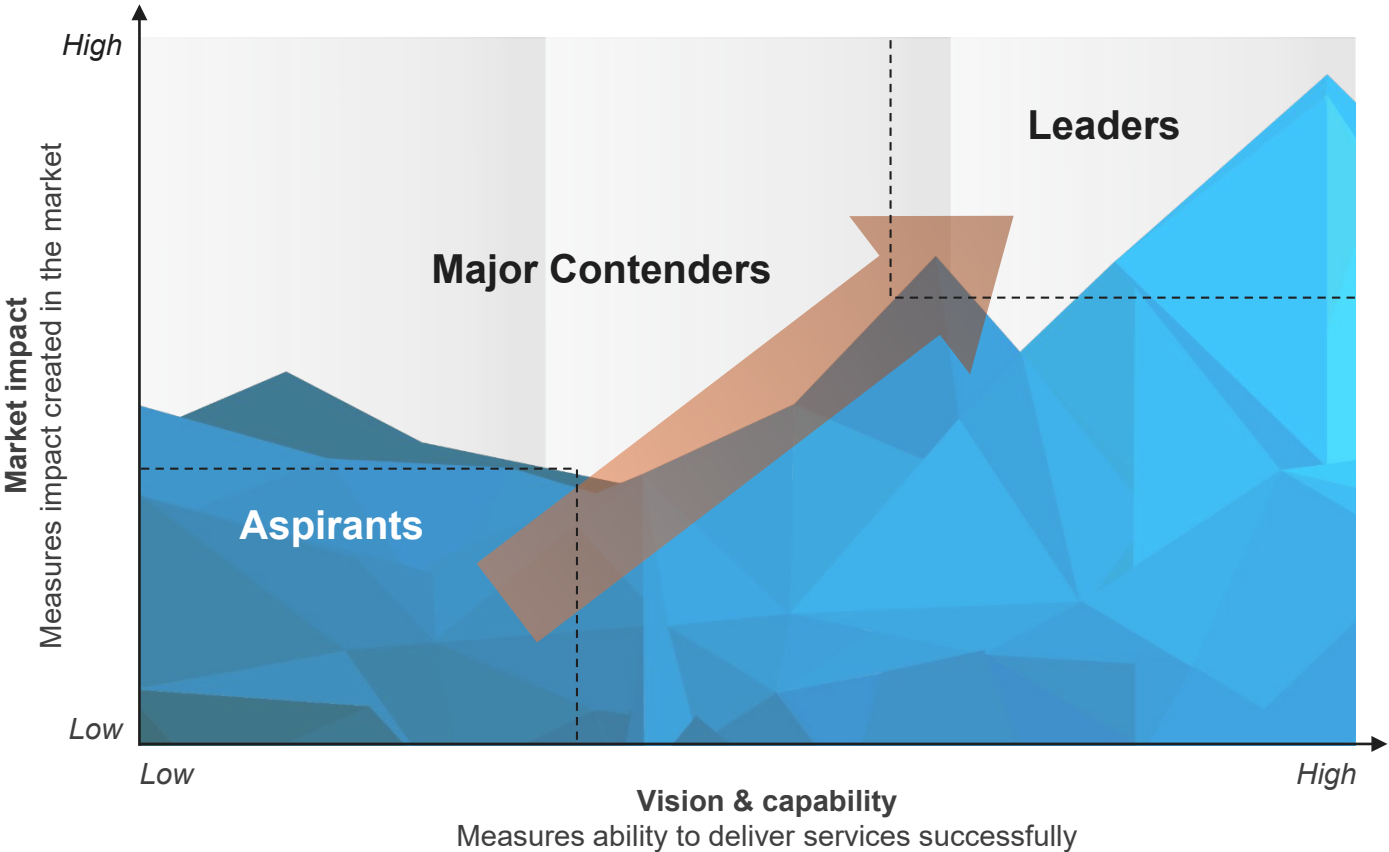 High
Leaders
Major Contenders
Market impact
Measures impact created in the market
Aspirants
Low
Low
High
Vision & capability
Measures ability to deliver services successfully